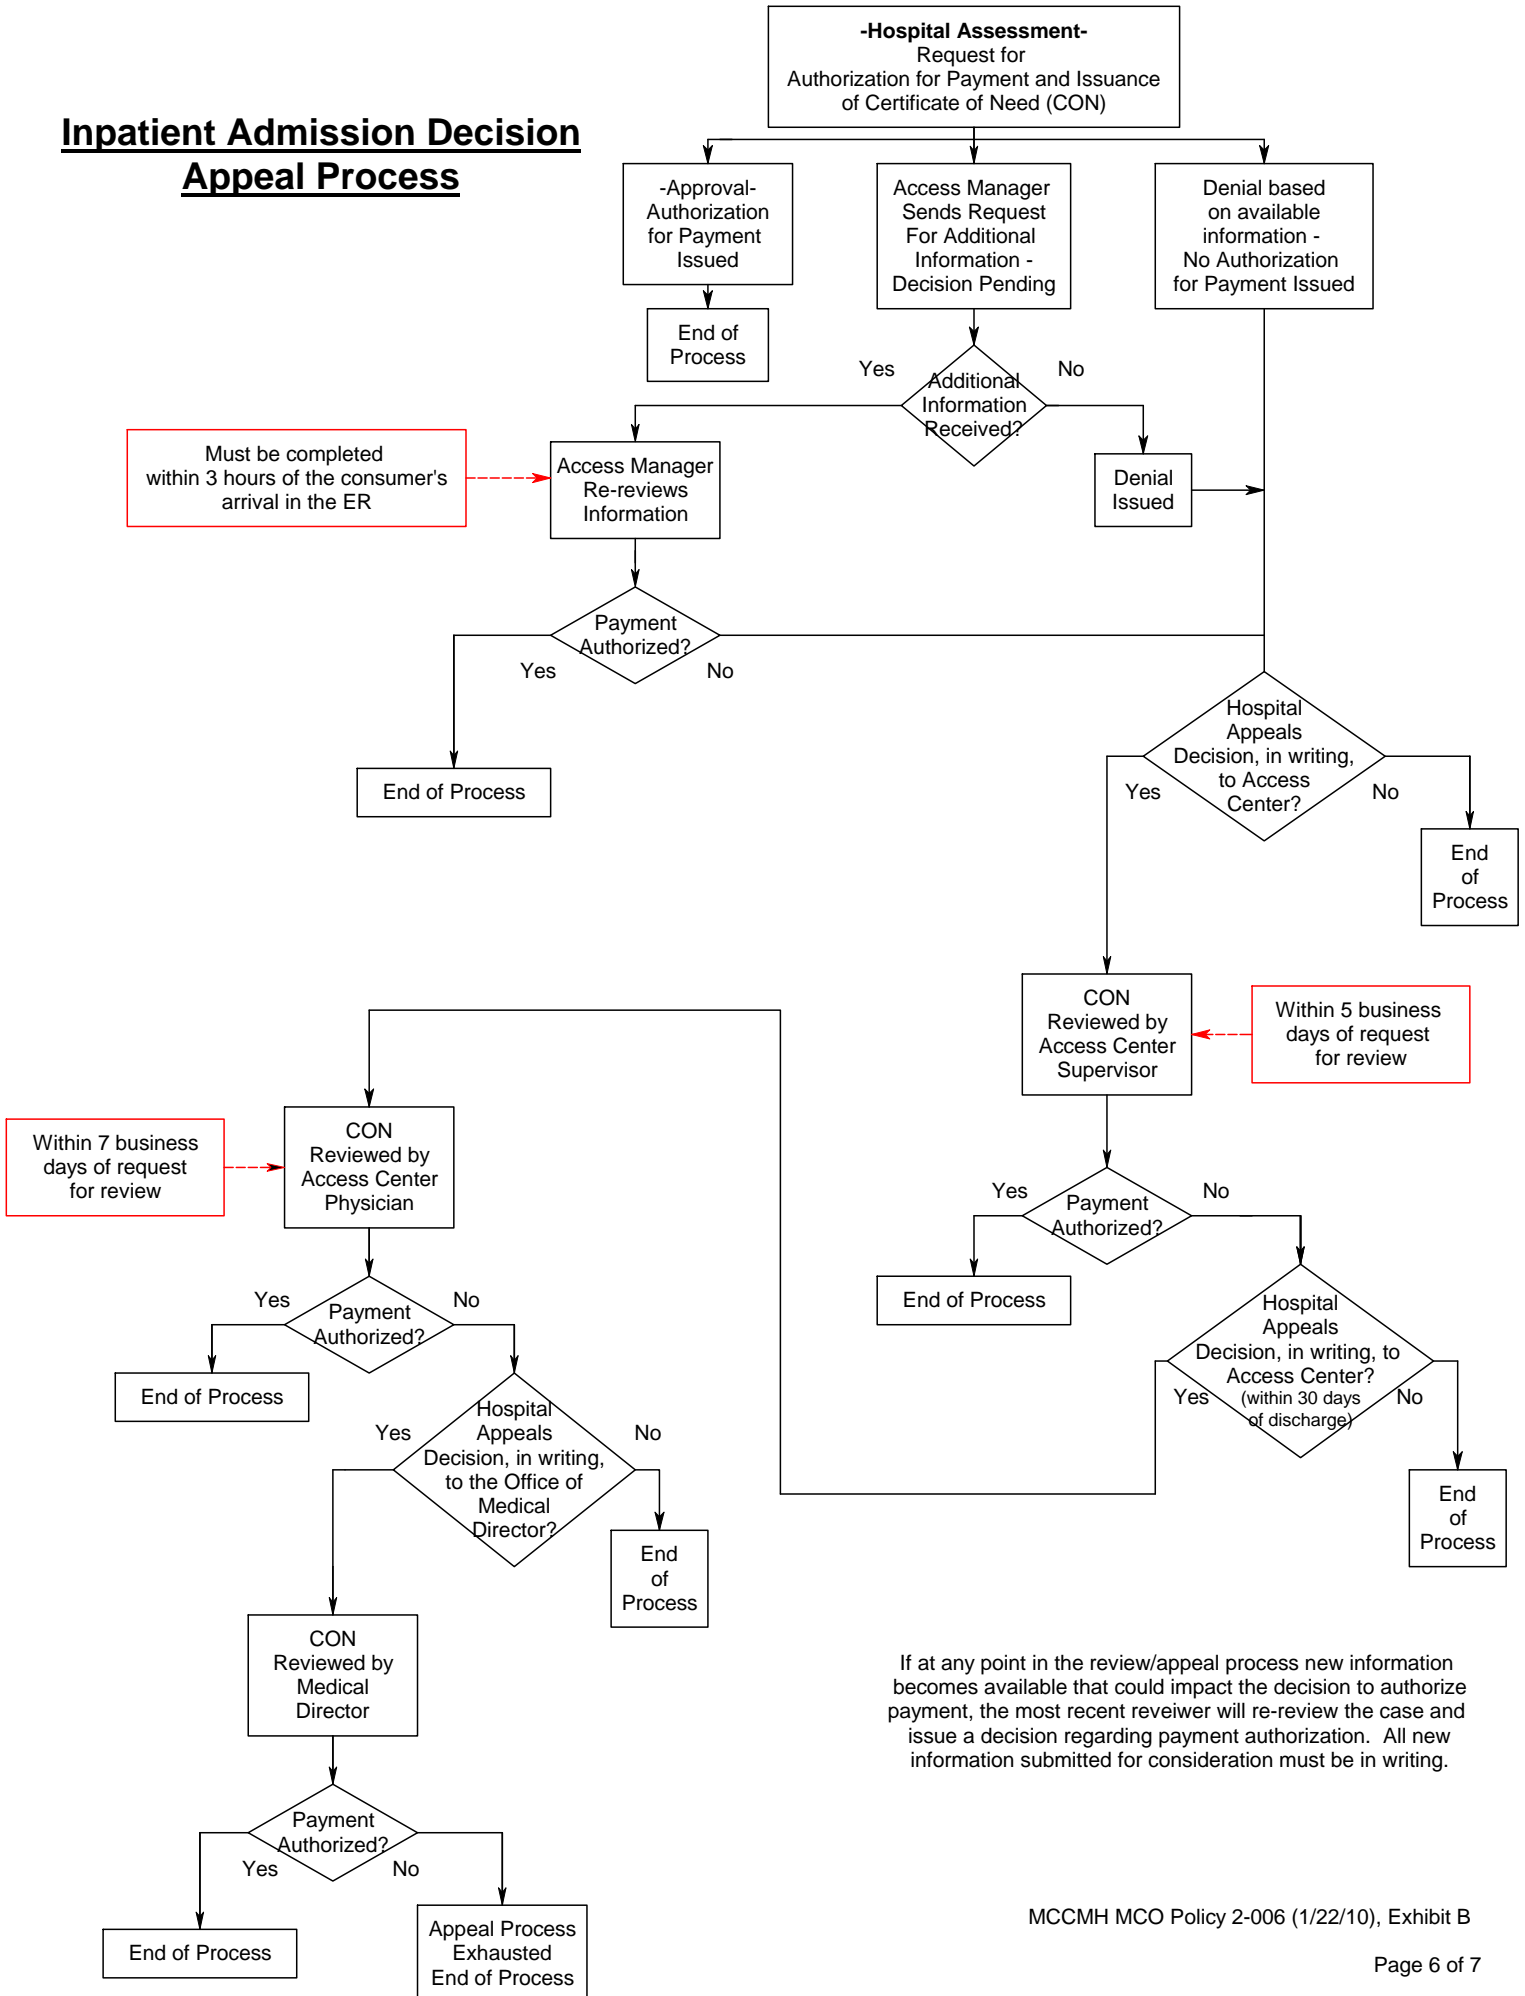 -Hospital Assessment-
Request for
Authorization for Payment and Issuance
of Certificate of Need (CON)
Inpatient Admission Decision
Appeal Process
-Approval-
Authorization
for Payment
Issued
Access Manager
Sends Request
For Additional
Information -
Decision Pending
Denial based
on available
information -
No Authorization
for Payment Issued
End of
Process
Yes
Additional
Information
Received?
No
Must be completed
within 3 hours of the consumer's
arrival in the ER
Access Manager
Re-reviews
Information
Denial
Issued
Payment
Authorized?
Yes
No
End of Process
Hospital
Appeals
Decision, in writing,
to Access
Center?
Yes
No
End
of
Process
CON
Reviewed by
Access Center
Supervisor
Within 5 business
days of request
for review
Within 7 business
days of request
for review
CON
Reviewed by
Access Center
Physician
Yes
Payment
Authorized?
No
End of Process
Hospital
Appeals
Decision, in writing, to
Access Center?
(within 30 days
of discharge)
Yes
No
End
of
Process
Yes
Payment
Authorized?
No
End of Process
Yes
Hospital
Appeals
Decision, in writing,
to the Office of
Medical
Director?
No
End
of
Process
CON
Reviewed by
Medical
Director
If at any point in the review/appeal process new information
becomes available that could impact the decision to authorize
payment, the most recent reveiwer will re-review the case and
issue a decision regarding payment authorization.  All new
information submitted for consideration must be in writing.
Payment
Authorized?
Yes
No
End of Process
Appeal Process
Exhausted
End of Process
MCCMH MCO Policy 2-006 (1/22/10), Exhibit B
Page 6 of 7